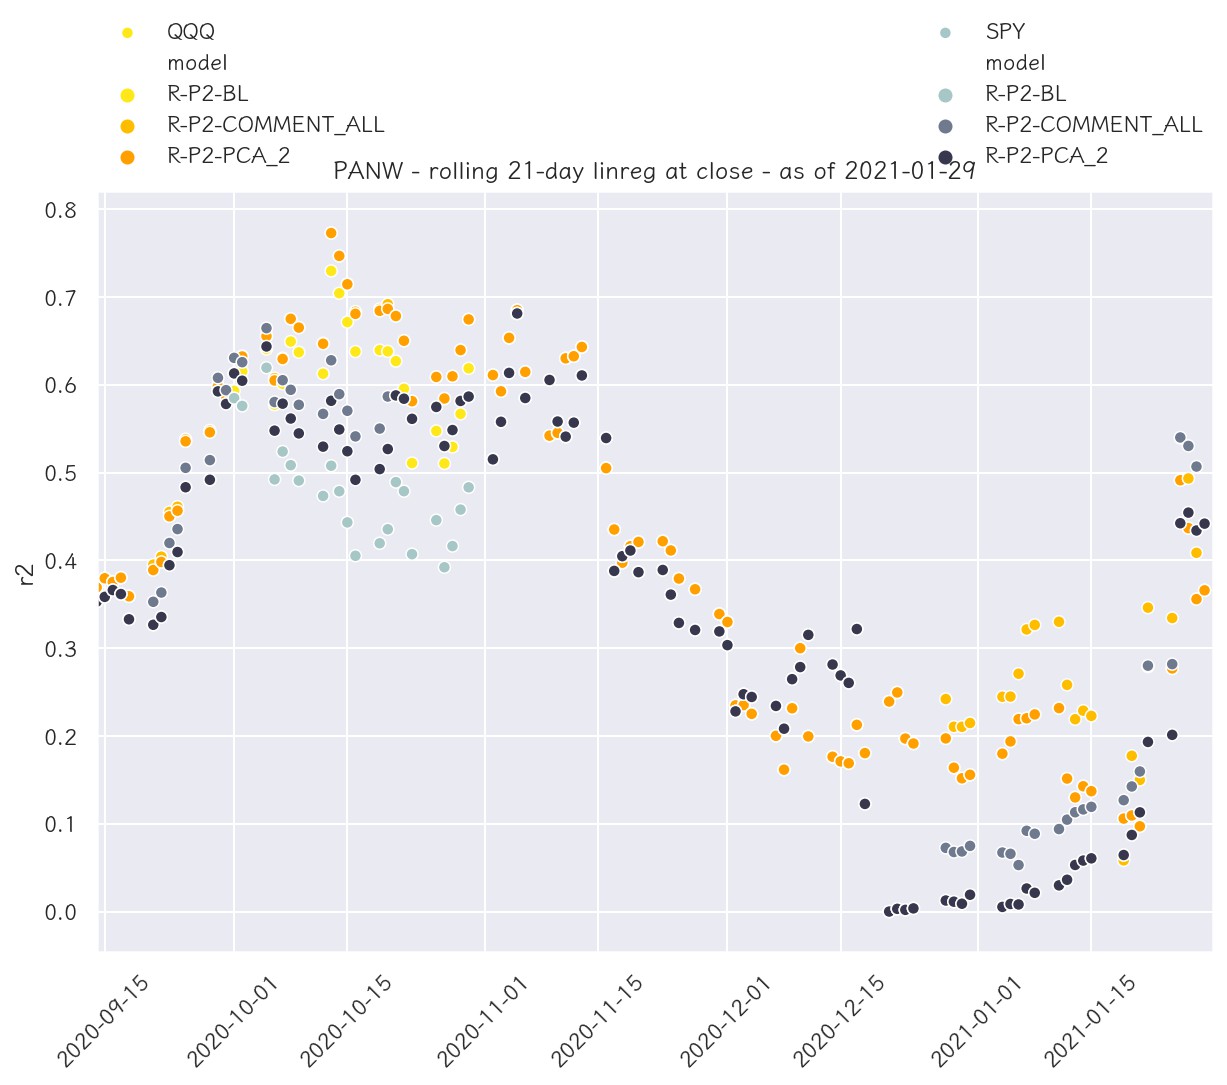 QQQ
model
R-P2-BL
R-P2-COMMENT_ALL
R-P2-PCA_2
SPY
model
R-P2-BL
R-P2-COMMENT_ALL
R-P2-PCA_2
PANW - rolling 21-day linreg at close - as of 2021-01-29
0.8
0.7
0.6
0.5
0.4
0.3
0.2
0.1
0.0
r2
2020-09-15
2020-10-01
2020-10-15
2020-11-01
2020-11-15
2020-12-01
2020-12-15
2021-01-01
2021-01-15